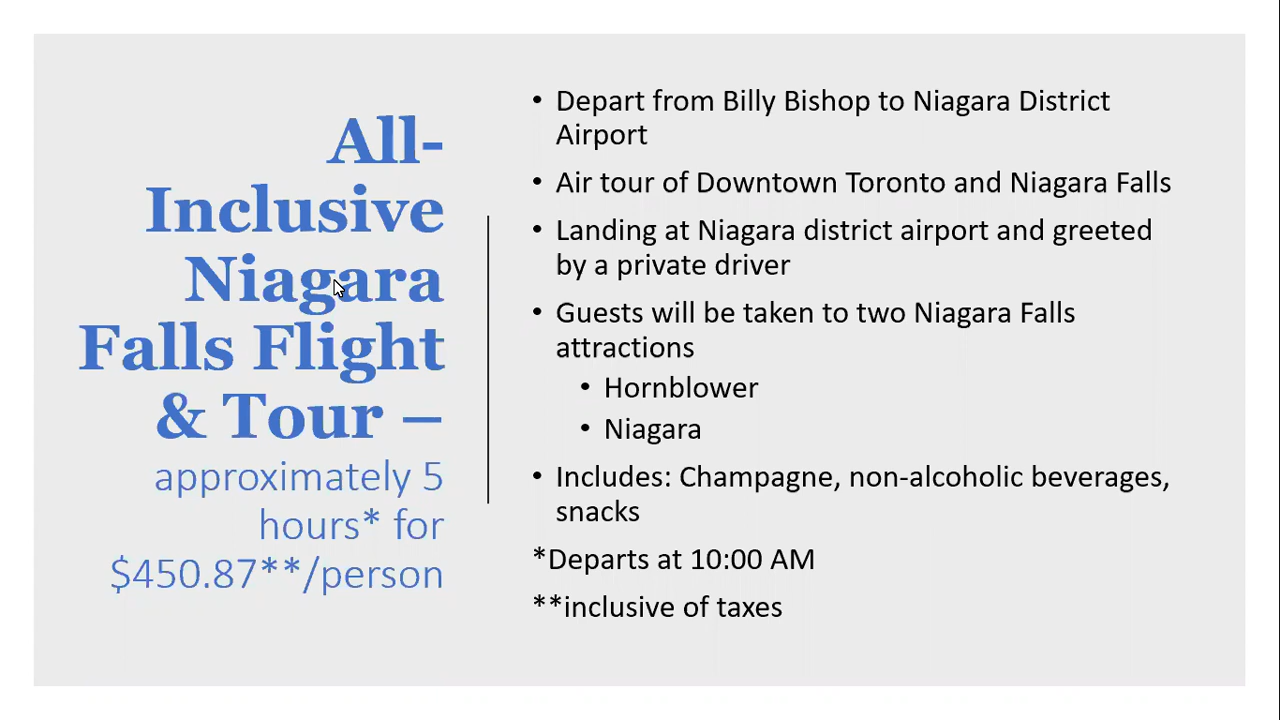 All-
Inclusive
Niagara
Falls Flight
& Tour –
approximately 5
hours* for
$450.87**/person
• Depart from Billy Bishop to Niagara District
Airport
• Air tour of Downtown Toronto and Niagara Falls
• Landing at Niagara district airport and greeted
by a private driver
• Guests will be taken to two Niagara Falls
attractions
• Hornblower
• Niagara
• Includes: Champagne, non-alcoholic beverages,
snacks
*Departs at 10:00 AM
**inclusive of taxes